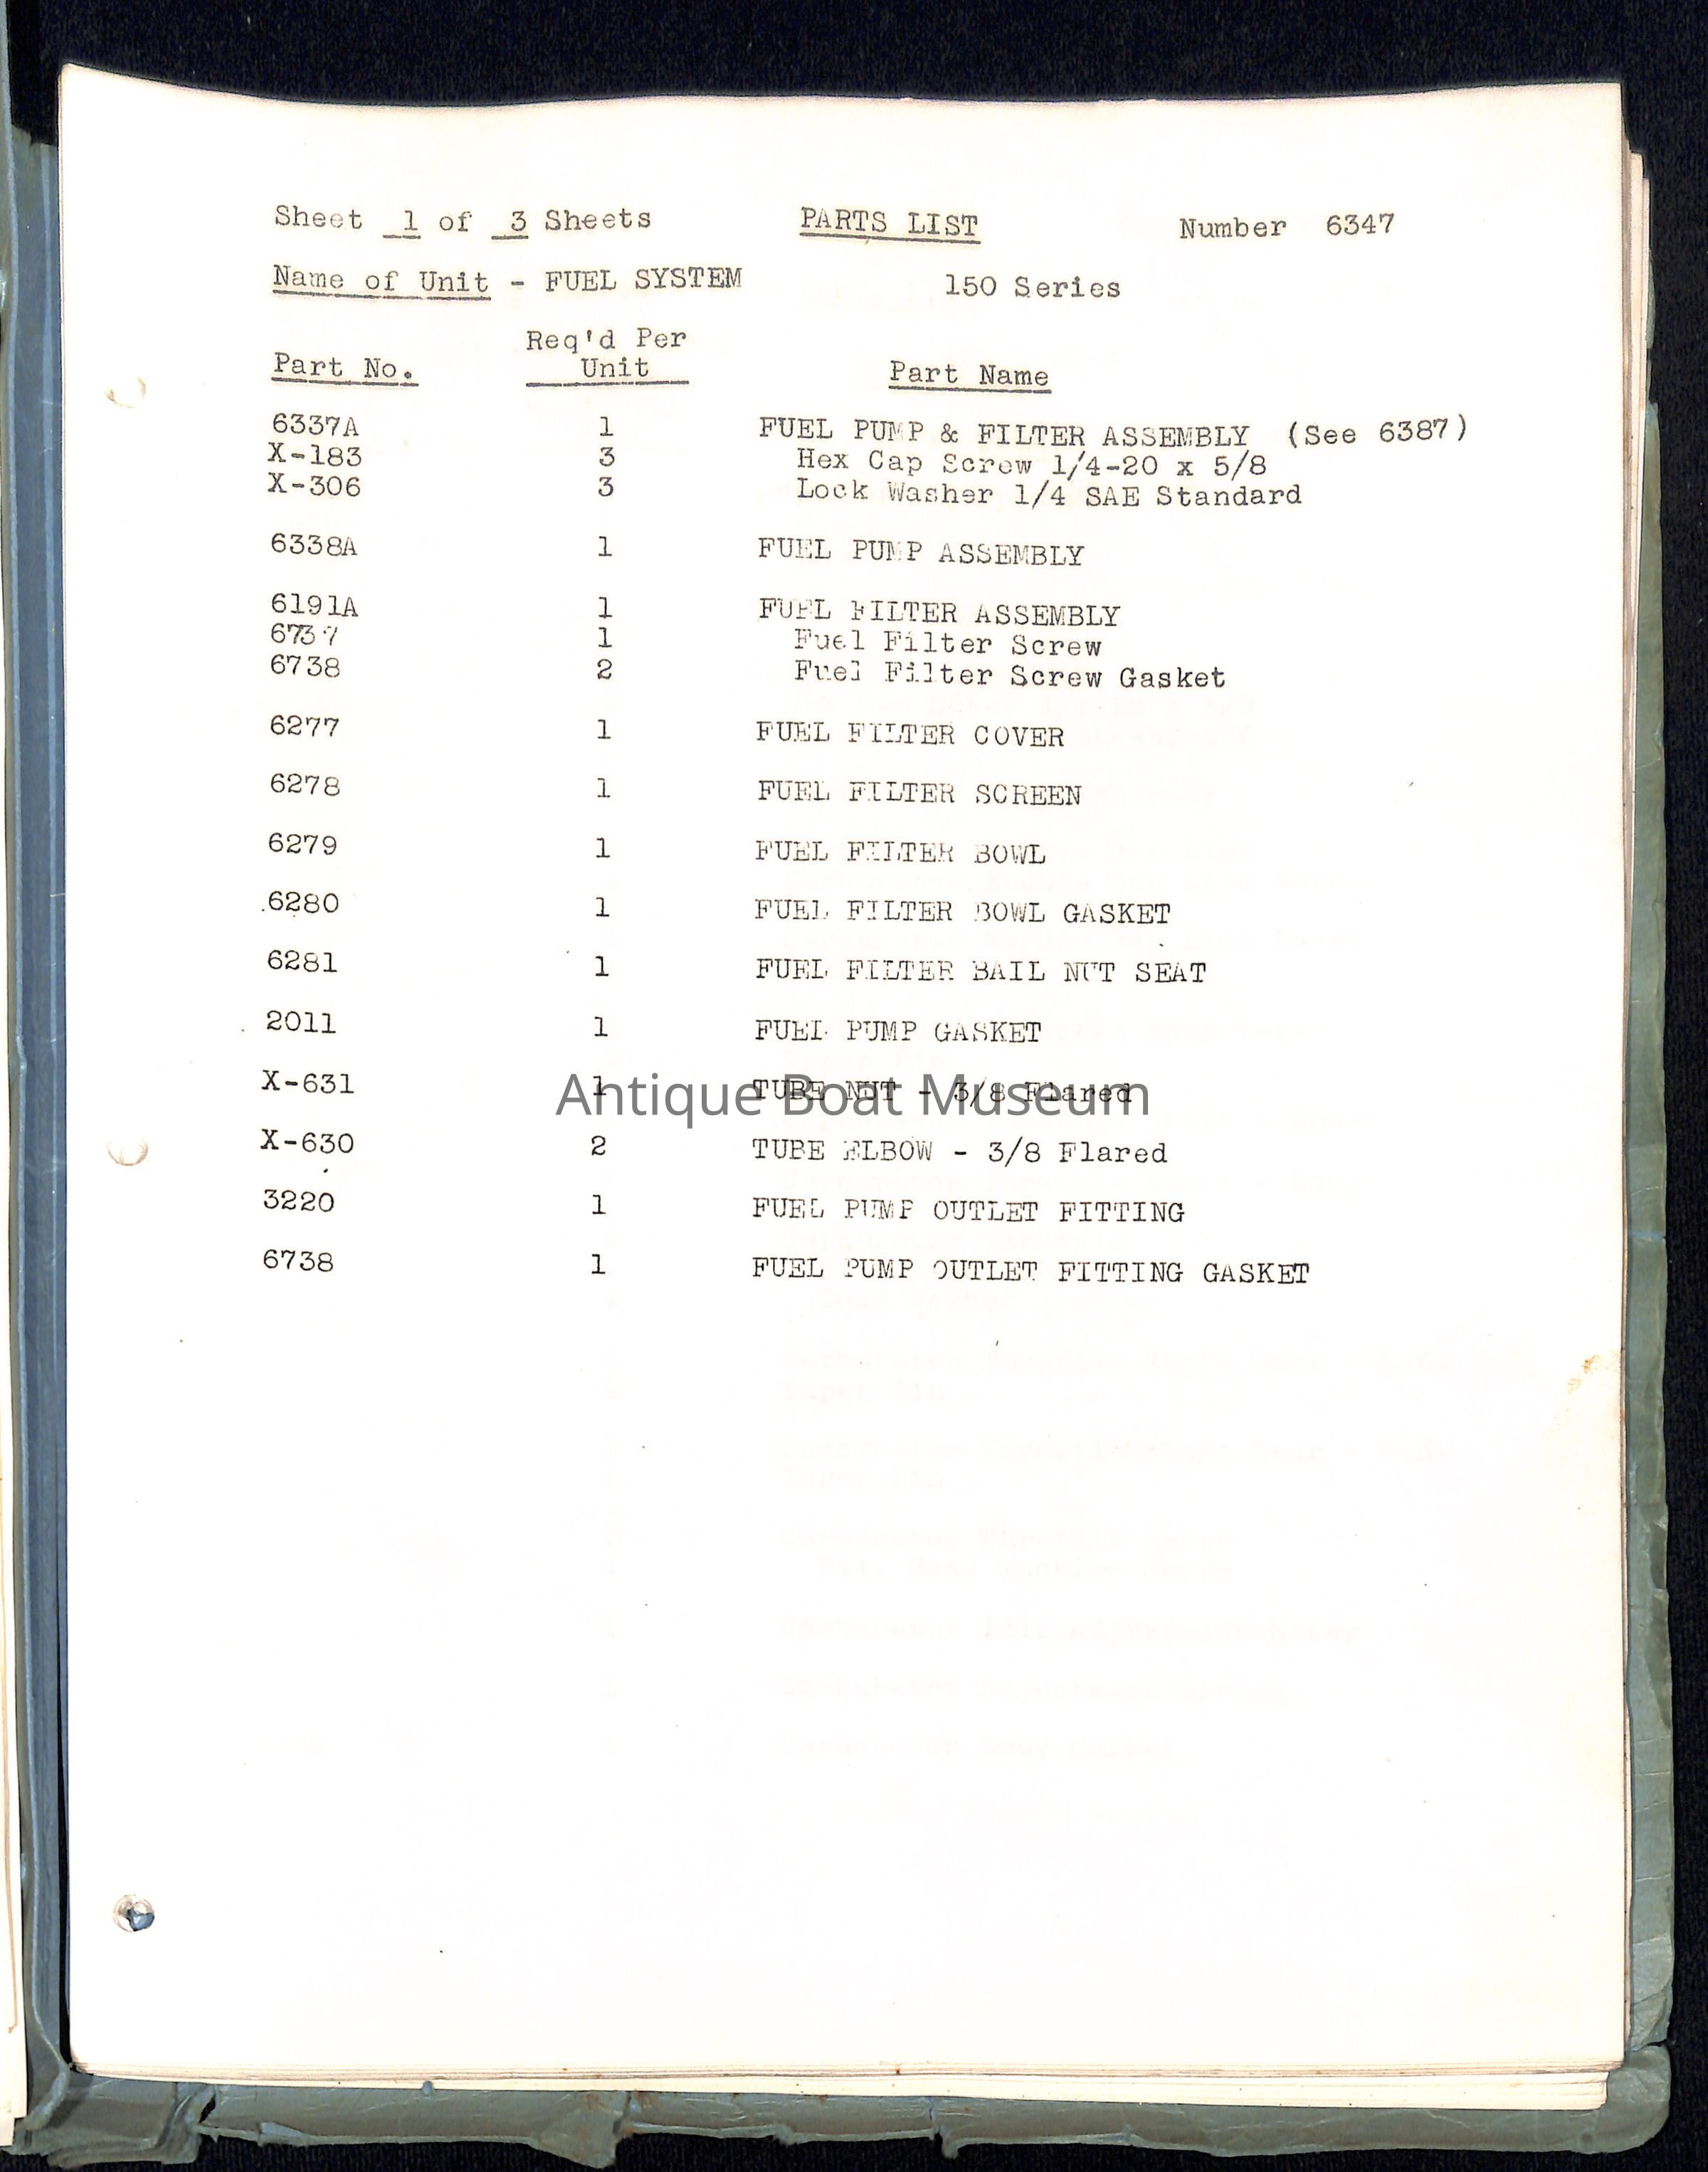 Sheet 1 of 3 Sheets PARTS LIST Number 6347
Name of Unit - FUEL SYSTEM 150 Series
Req'd Per
Part No. Unit Part Name
6337A 1 FUEL PUMP & FILTER ASSEMBLY (See 6387)
X-183 3 Hex Cap Screw 1/4-20 x 5/8
X-306 3 Lock Washer 1/4 SAE Standard
6338A 1 FUEL PUMP ASSEMBLY
6191A 1 FUEL FILTER ASSEMBLY
6737 1 Fuel Filter Screw
6738 2 Fuel Filter Screw Gasket
6277 1 FUEL FILTER COVER
6278 1 FUEL FILTER SCREEN
6279 1 FUEL FILTER BOWL
6280 1 FUEL FILTER BOWL GASKET
6281 1 FUEL FILTER BAIL NUT SEAT
2011 1 FUEL PUMP GASKET
X-631 1 TUBE NUT - 3/8 Flared
Antique Boat Museum
X-630 2 TUBE ELBOW - 3/8 Flared
3220 1 FUEL PUMP OUTLET FITTING
6738 1 FUEL PUMP OUTLET FITTING GASKET